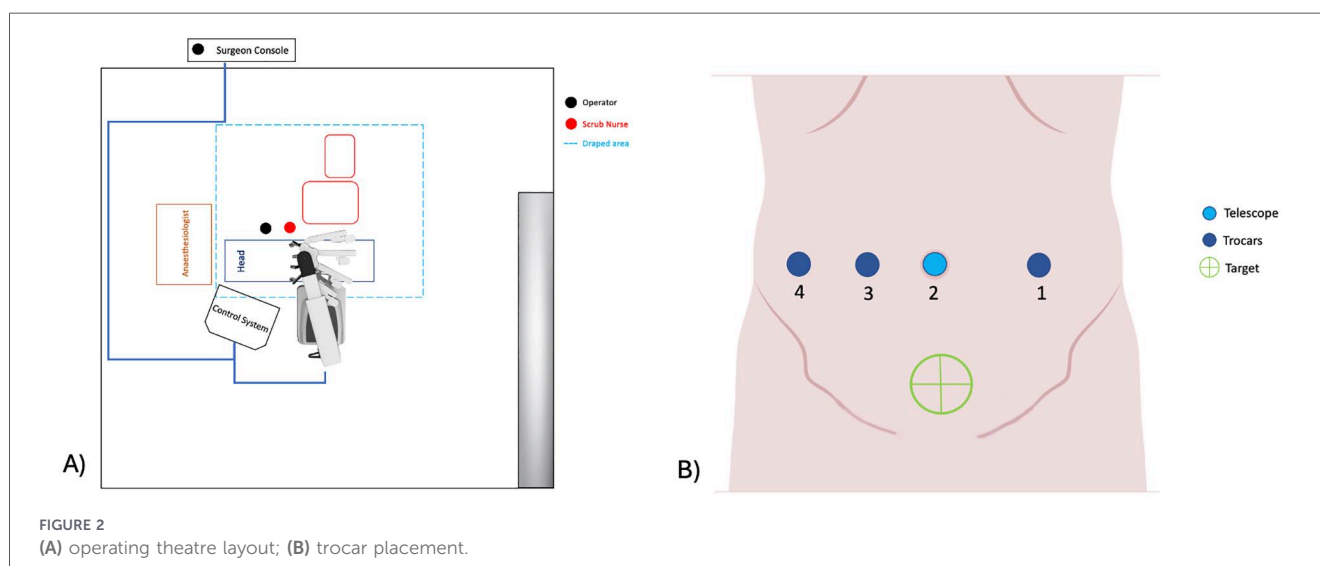 Surgeon Console
Operator
Scrub Nurse
Draped area
Anaesthesiologist
Head
Control System
A)
Telescope
Trocars
Target
4
3
2
1
B)
FIGURE 2
(A) operating theatre layout; (B) trocar placement.